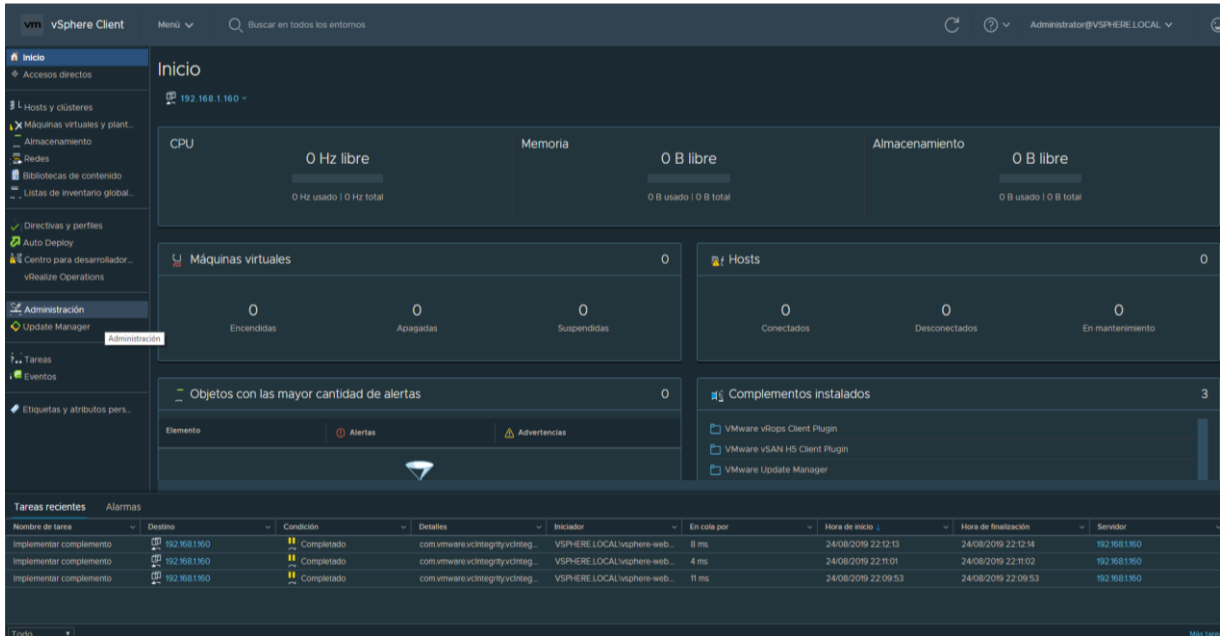 vm vSphere Client Menú Buscar en todos los entornos Administrator@VSPHERE.LOCAL
Inicio
Accesos directos
Hosts y clústeres
Máquinas virtuales y plant...
Almacenamiento
Redes
Bibliotecas de contenido
Listas de inventario global...
Directivas y perfiles
Auto Deploy
Centro para desarrollador...
vRealize Operations
Administración
Update Manager
Administración
Tareas
Eventos
Etiquetas y atributos pers...
Inicio
192.168.1.160
CPU
0 Hz libre
0 Hz usado | 0 Hz total
Memoria
0 B libre
0 B usado | 0 B total
Almacenamiento
0 B libre
0 B usado | 0 B total
Máquinas virtuales 0
0 0 0
Encendidas Apagadas Suspendidas
Hosts 0
0 0 0
Conectados Desconectados En mantenimiento
Objetos con las mayor cantidad de alertas 0
Elemento Alertas Advertencias
Complementos instalados 3
VMware vRops Client Plugin
VMware vSAN H5 Client Plugin
VMware Update Manager
Tareas recientes Alarmas
Nombre de tarea Destino Condición Detalles Iniciador En cola por Hora de inicio Hora de finalización Servidor
Implementar complemento 192.168.1.160 Completado com.vmware.vcIntegrity.vcInteg... VSPHERE.LOCAL\vsphere-web... 8 ms 24/08/2019 22:12:13 24/08/2019 22:12:14 192.168.1.160
Implementar complemento 192.168.1.160 Completado com.vmware.vcIntegrity.vcInteg... VSPHERE.LOCAL\vsphere-web... 4 ms 24/08/2019 22:11:01 24/08/2019 22:11:02 192.168.1.160
Implementar complemento 192.168.1.160 Completado com.vmware.vcIntegrity.vcInteg... VSPHERE.LOCAL\vsphere-web... 11 ms 24/08/2019 22:09:53 24/08/2019 22:09:53 192.168.1.160
Todo Más tare